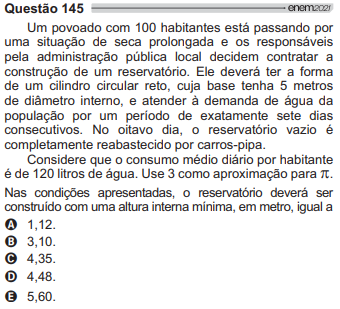 Questão 145 enem2021
Um povoado com 100 habitantes está passando por
uma situação de seca prolongada e os responsáveis
pela administração pública local decidem contratar a
construção de um reservatório. Ele deverá ter a forma
de um cilindro circular reto, cuja base tenha 5 metros
de diâmetro interno, e atender à demanda de água da
população por um período de exatamente sete dias
consecutivos. No oitavo dia, o reservatório vazio é
completamente reabastecido por carros-pipa.
Considere que o consumo médio diário por habitante
é de 120 litros de água. Use 3 como aproximação para π.
Nas condições apresentadas, o reservatório deverá ser
construído com uma altura interna mínima, em metro, igual a
A 1,12.
B 3,10.
C 4,35.
D 4,48.
E 5,60.